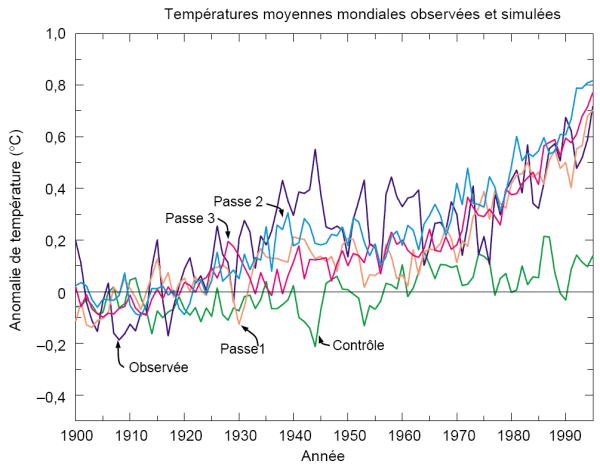 Températures moyennes mondiales observées et simulées
Anomalie de température (°C)
1,0
0,8
0,6
0,4
0,2
0
–0,2
–0,4
Passe 2
Passe 3
Passe1
Contrôle
Observée
1900 1910 1920 1930 1940 1950 1960 1970 1980 1990
Année